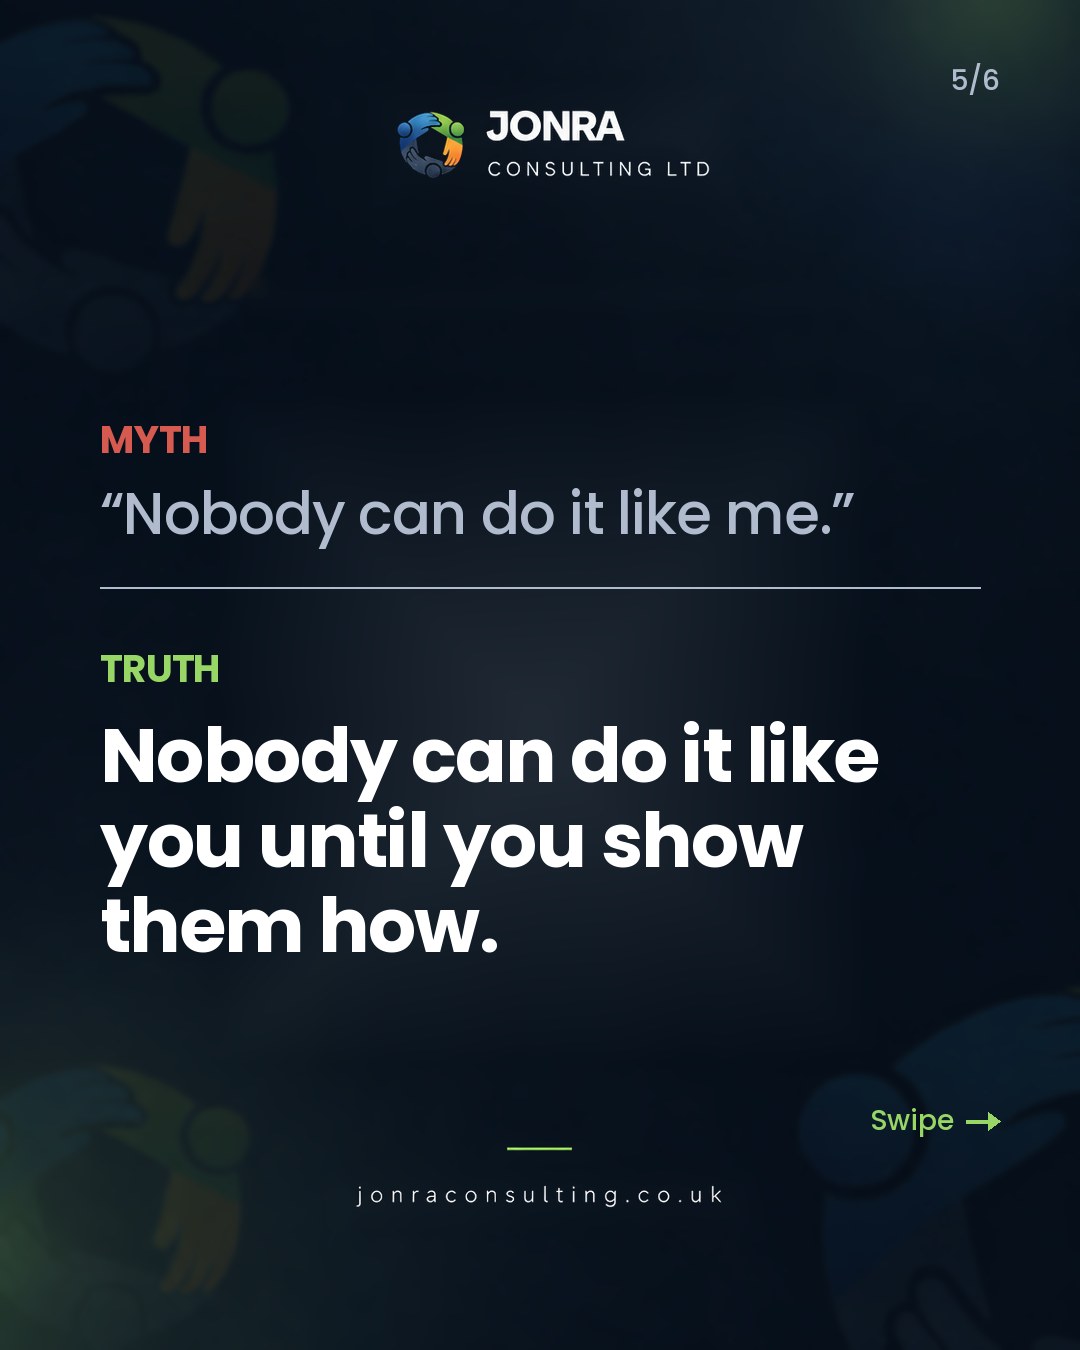 5/6
JONRA
CONSULTING LTD
MYTH
“Nobody can do it like me.”
TRUTH
Nobody can do it like
you until you show
them how.
Swipe
jonraconsulting.co.uk